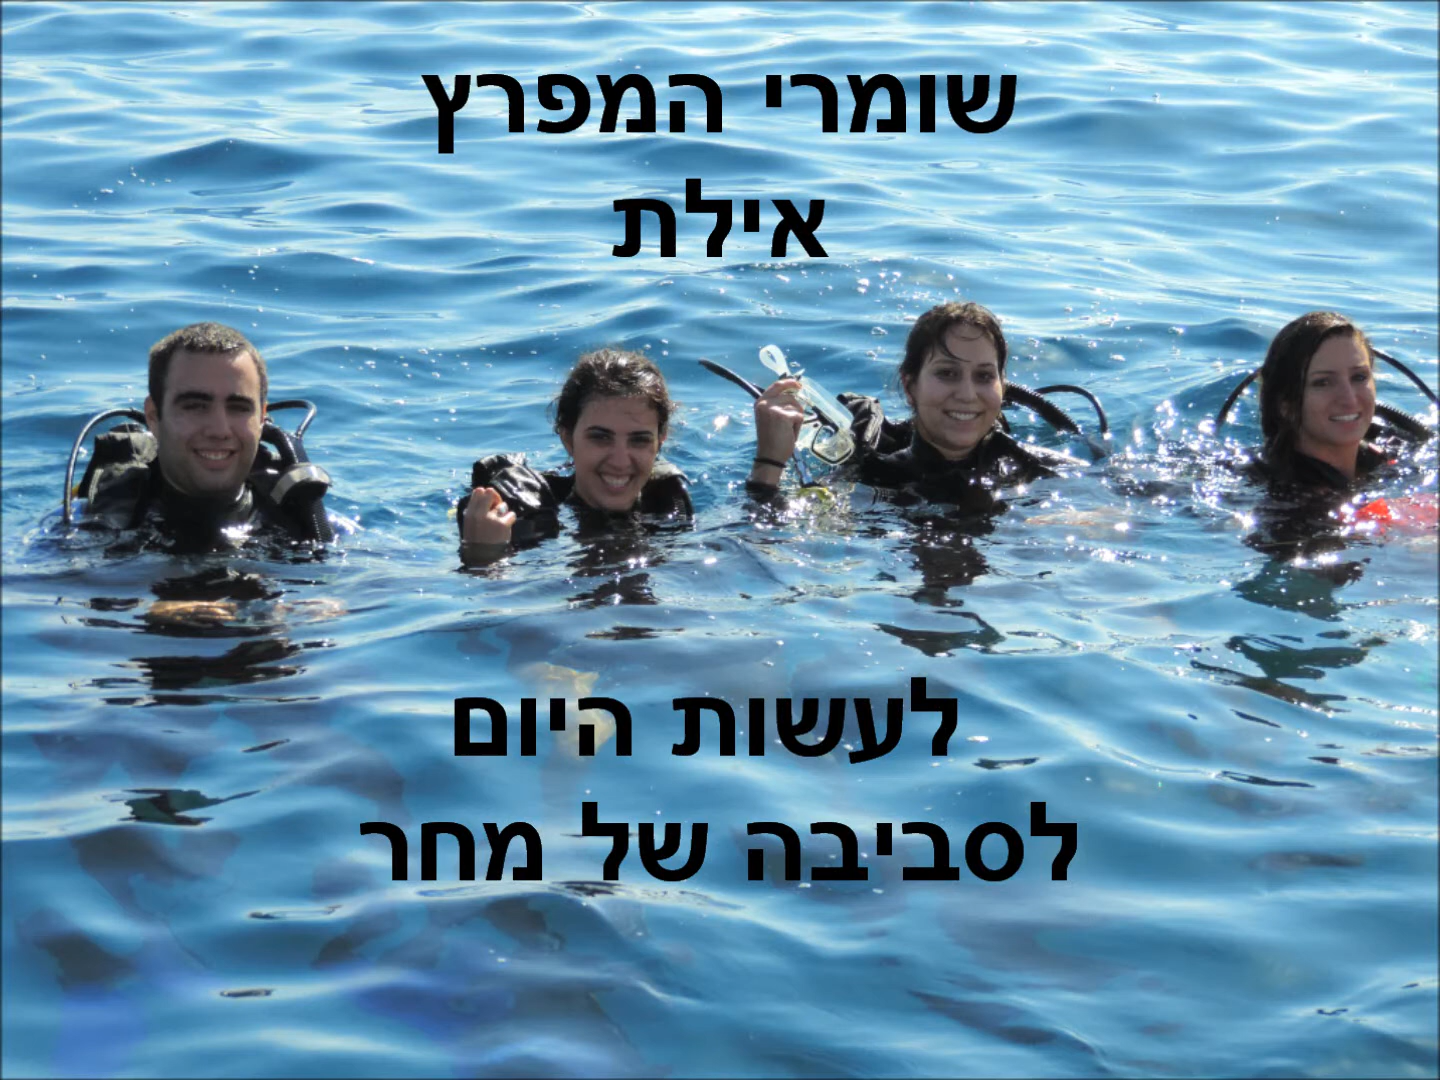 שומרי המפרץ
אילת
לעשות היום
לסביבה של מחר